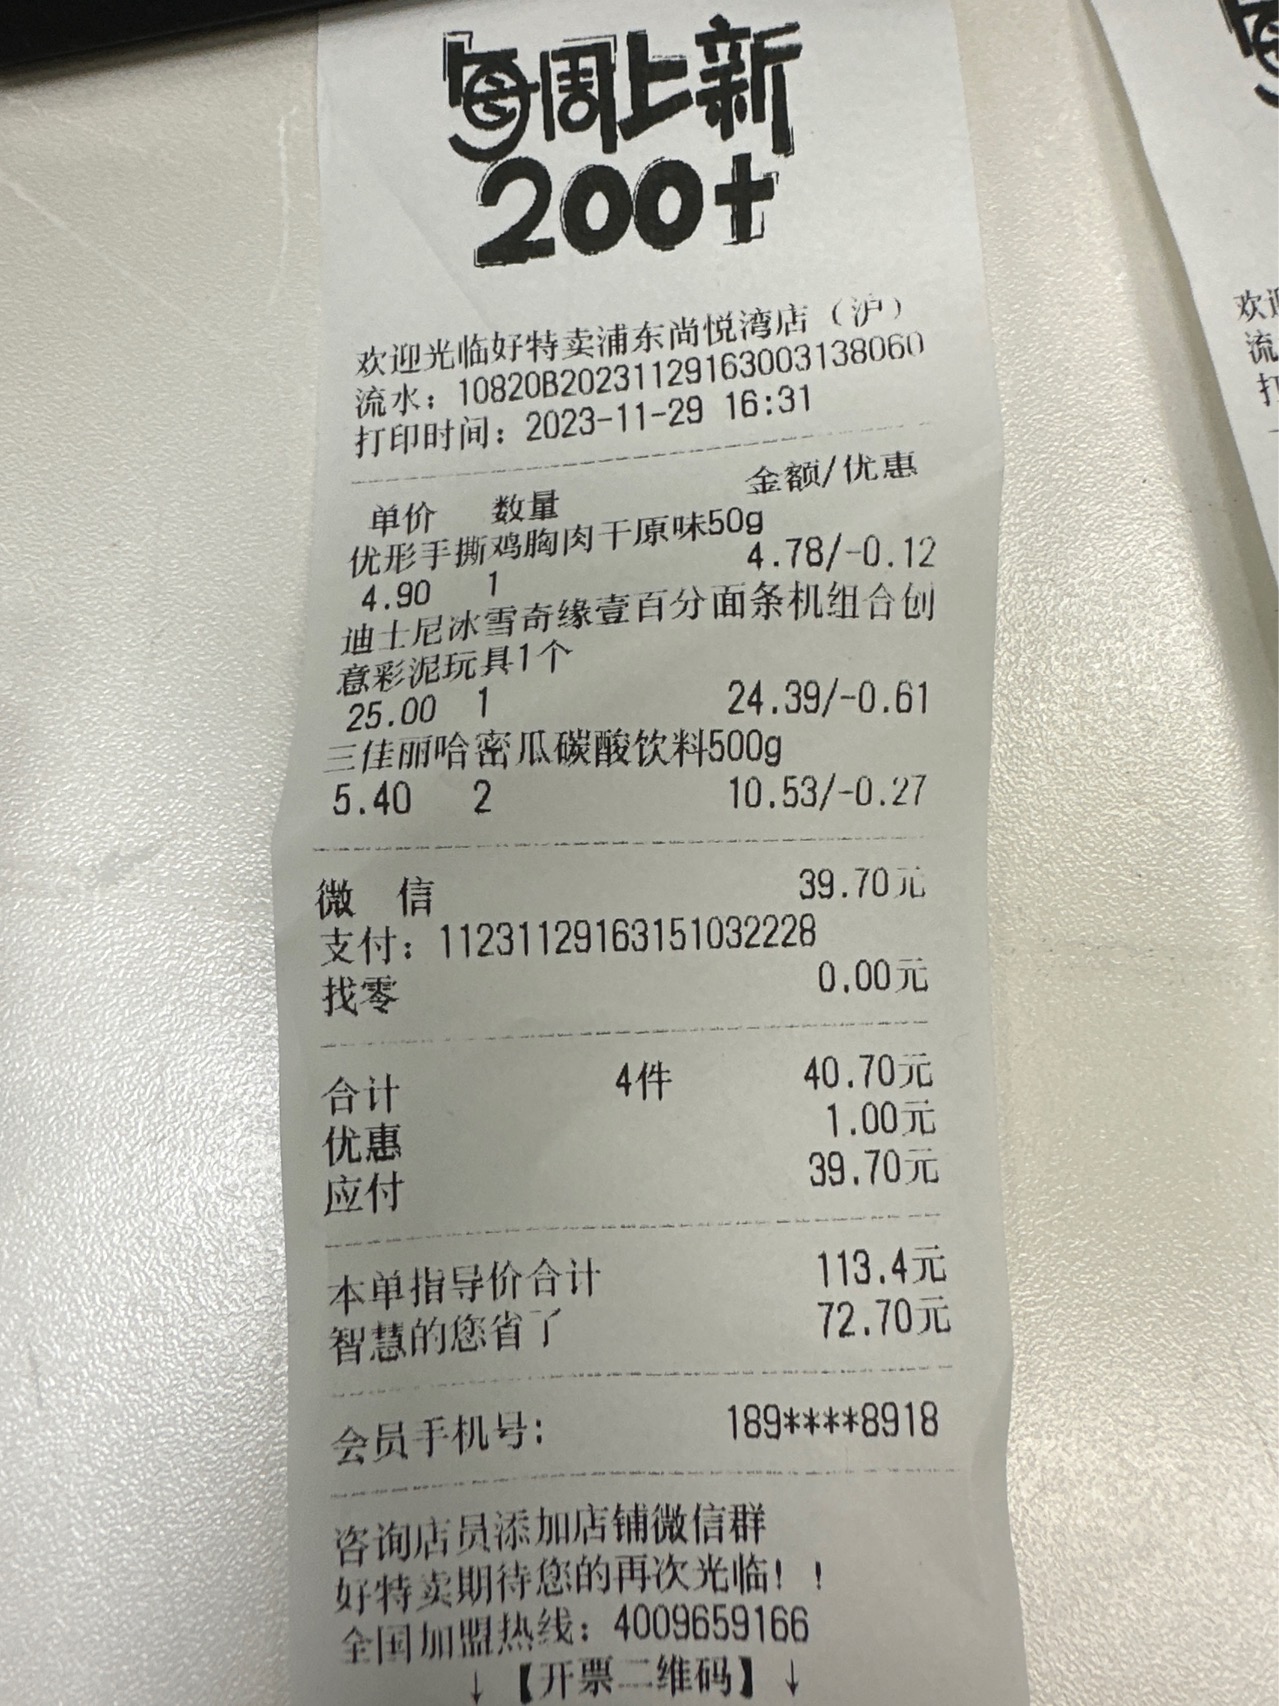 每周上新
200+
欢迎光临好特卖浦东尚悦湾店（沪）
流水：10820B20231129163003138060
打印时间：2023-11-29 16:31
单价 数量 金额/优惠
优形手撕鸡胸肉干原味50g
4.90 1 4.78/-0.12
迪士尼冰雪奇缘壹百分面条机组合创
意彩泥玩具1个
25.00 1 24.39/-0.61
三佳丽哈密瓜碳酸饮料500g
5.40 2 10.53/-0.27
微 信 39.70元
支付：11231129163151032228
找零 0.00元
合计 4件 40.70元
优惠 1.00元
应付 39.70元
本单指导价合计 113.4元
智慧的您省了 72.70元
会员手机号: 189****8918
咨询店员添加店铺微信群
好特卖期待您的再次光临！！
全国加盟热线：4009659166
↓【开票二维码】↓
欢
流
打